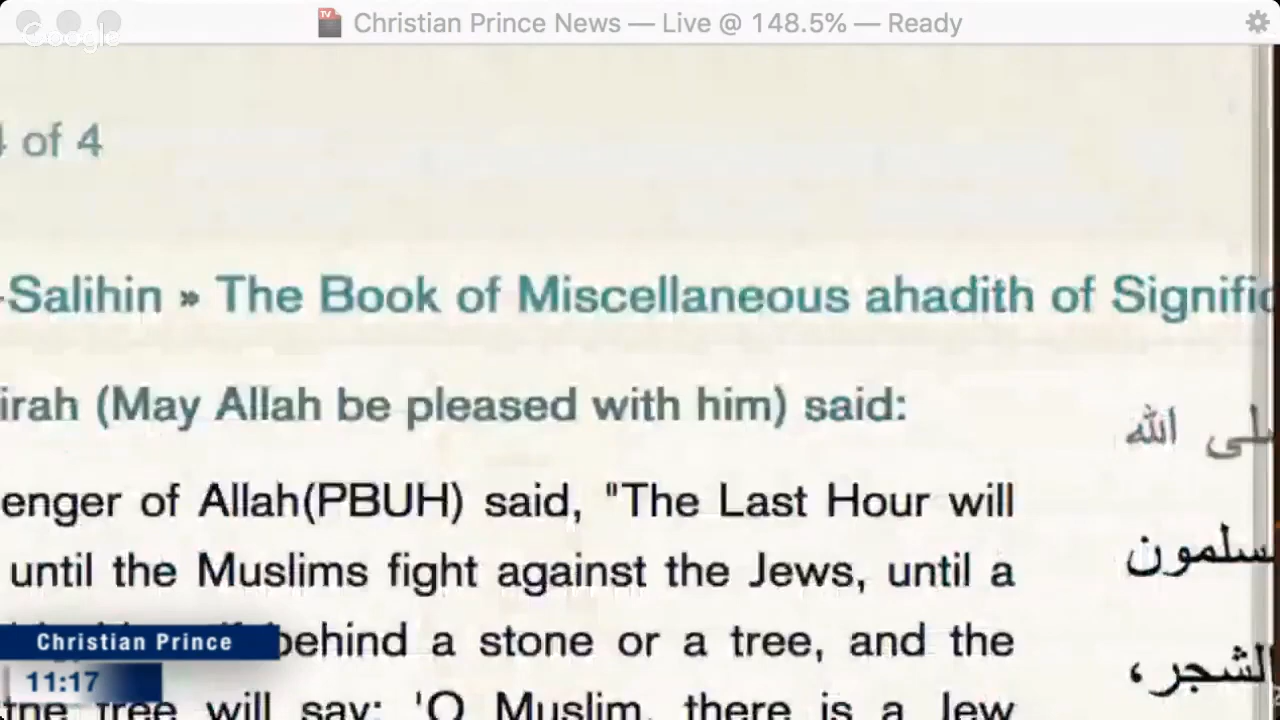 Christian Prince News — Live @ 148.5% — Ready
Google
of 4
-Salihin » The Book of Miscellaneous ahadith of
irah (May Allah be pleased with him) said:
الله
enger of Allah(PBUH) said, "The Last Hour will
until the Muslims fight against the Jews, until a
behind a stone or a tree, and the
الشجر،
the tree will say: 'O Muslim, there is a Jew
Christian Prince
11:17